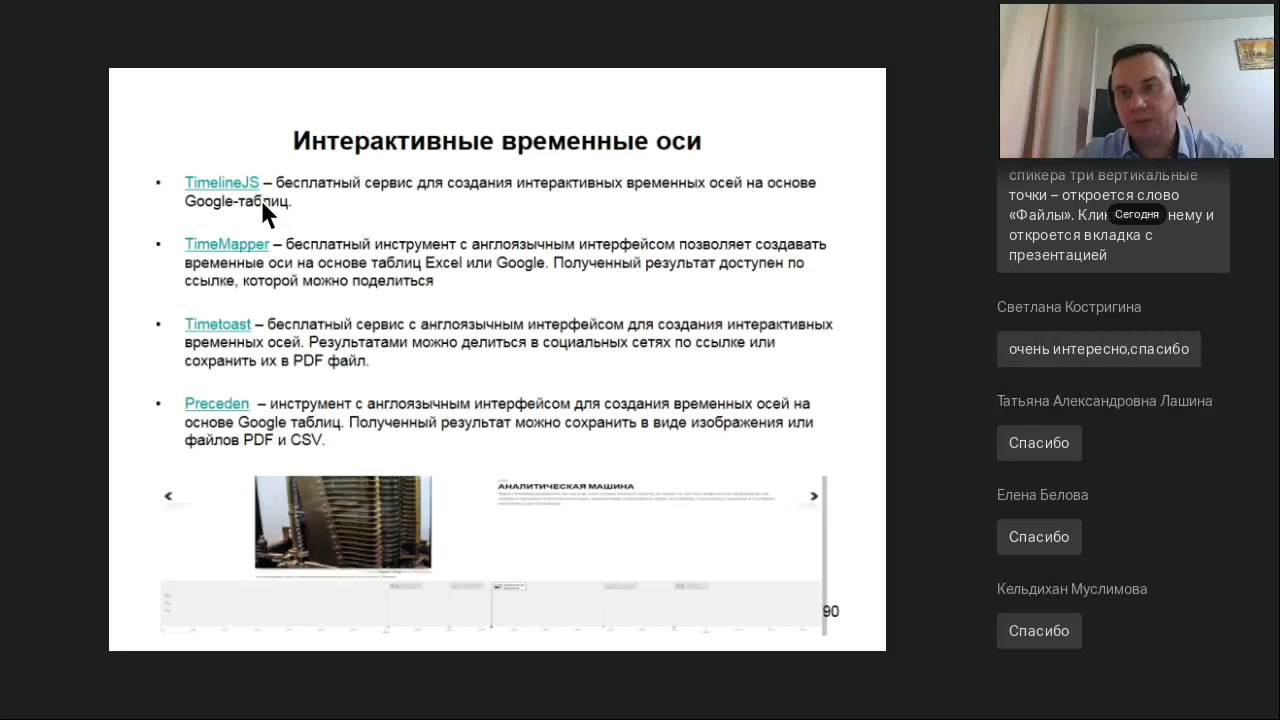 Интерактивные временные оси
• TimelineJS – бесплатный сервис для создания интерактивных временных осей на основе
Google-таблиц.
• TimeMapper – бесплатный инструмент с англоязычным интерфейсом позволяет создавать
временные оси на основе таблиц Excel или Google. Полученный результат доступен по
ссылке, которой можно поделиться
• Timetoast – бесплатный сервис с англоязычным интерфейсом для создания интерактивных
временных осей. Результатами можно делиться в социальных сетях по ссылке или
сохранить их в PDF файл.
• Preceden – инструмент с англоязычным интерфейсом для создания временных осей на
основе Google таблиц. Полученный результат можно сохранить в виде изображения или
файлов PDF и CSV.
АНАЛИТИЧЕСКАЯ МАШИНА
90
спикера три вертикальные
точки – откроется слово
«Файлы». нему и
Сегодня
откроется вкладка с
презентацией
Светлана Костригина
очень интересно,спасибо
Татьяна Александровна Лашина
Спасибо
Елена Белова
Спасибо
Кельдихан Муслимова
Спасибо